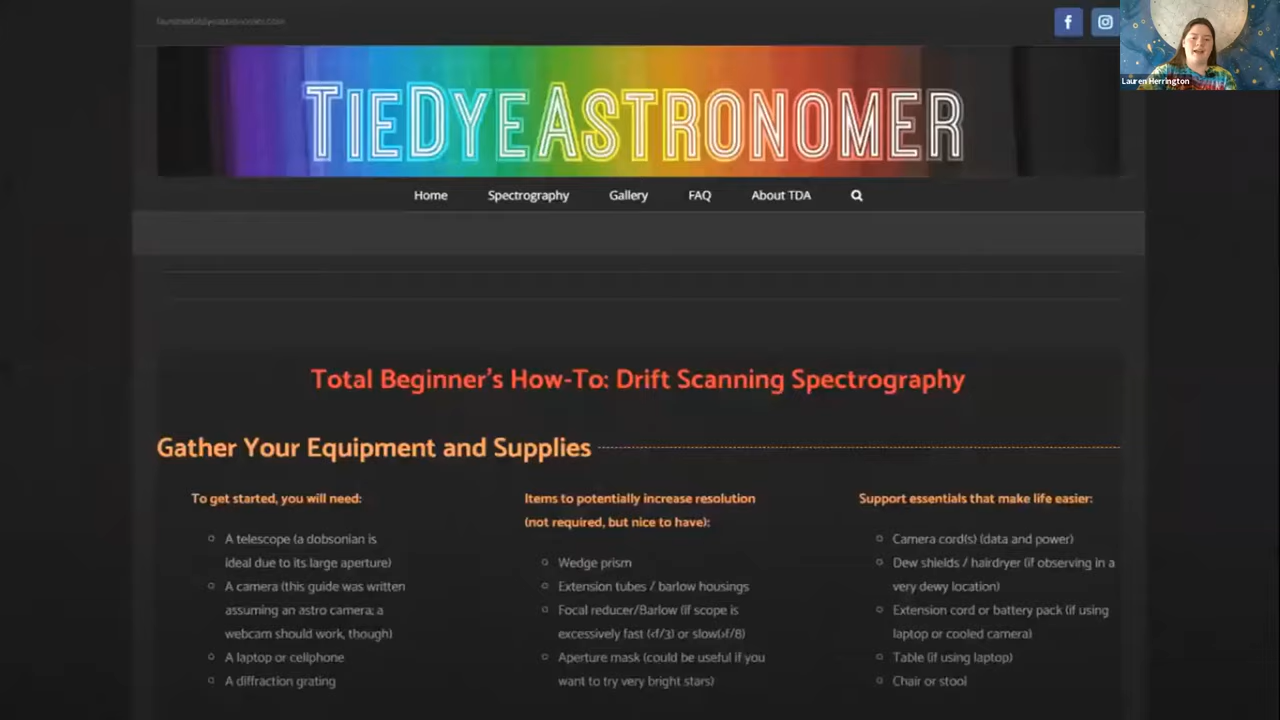 Lauren Herrington
TIEDYEASTRONOMER
Home Spectrography Gallery FAQ About TDA
Total Beginner's How-To: Drift Scanning Spectrography
Gather Your Equipment and Supplies
To get started, you will need:
A telescope (a dobsonian is
ideal due to its large aperture)
A camera (this guide was written
assuming an astro camera; a
webcam should work, though)
A laptop or cellphone
A diffraction grating
Items to potentially increase resolution
(not required, but nice to have):
Wedge prism
Extension tubes / barlow housings
Focal reducer/Barlow (if scope is
excessively fast (<f/3) or slow(>f/8)
Aperture mask (could be useful if you
want to try very bright stars)
Support essentials that make life easier:
Camera cord(s) (data and power)
Dew shields / hairdryer (if observing in a
very dewy location)
Extension cord or battery pack (if using
laptop or cooled camera)
Table (if using laptop)
Chair or stool